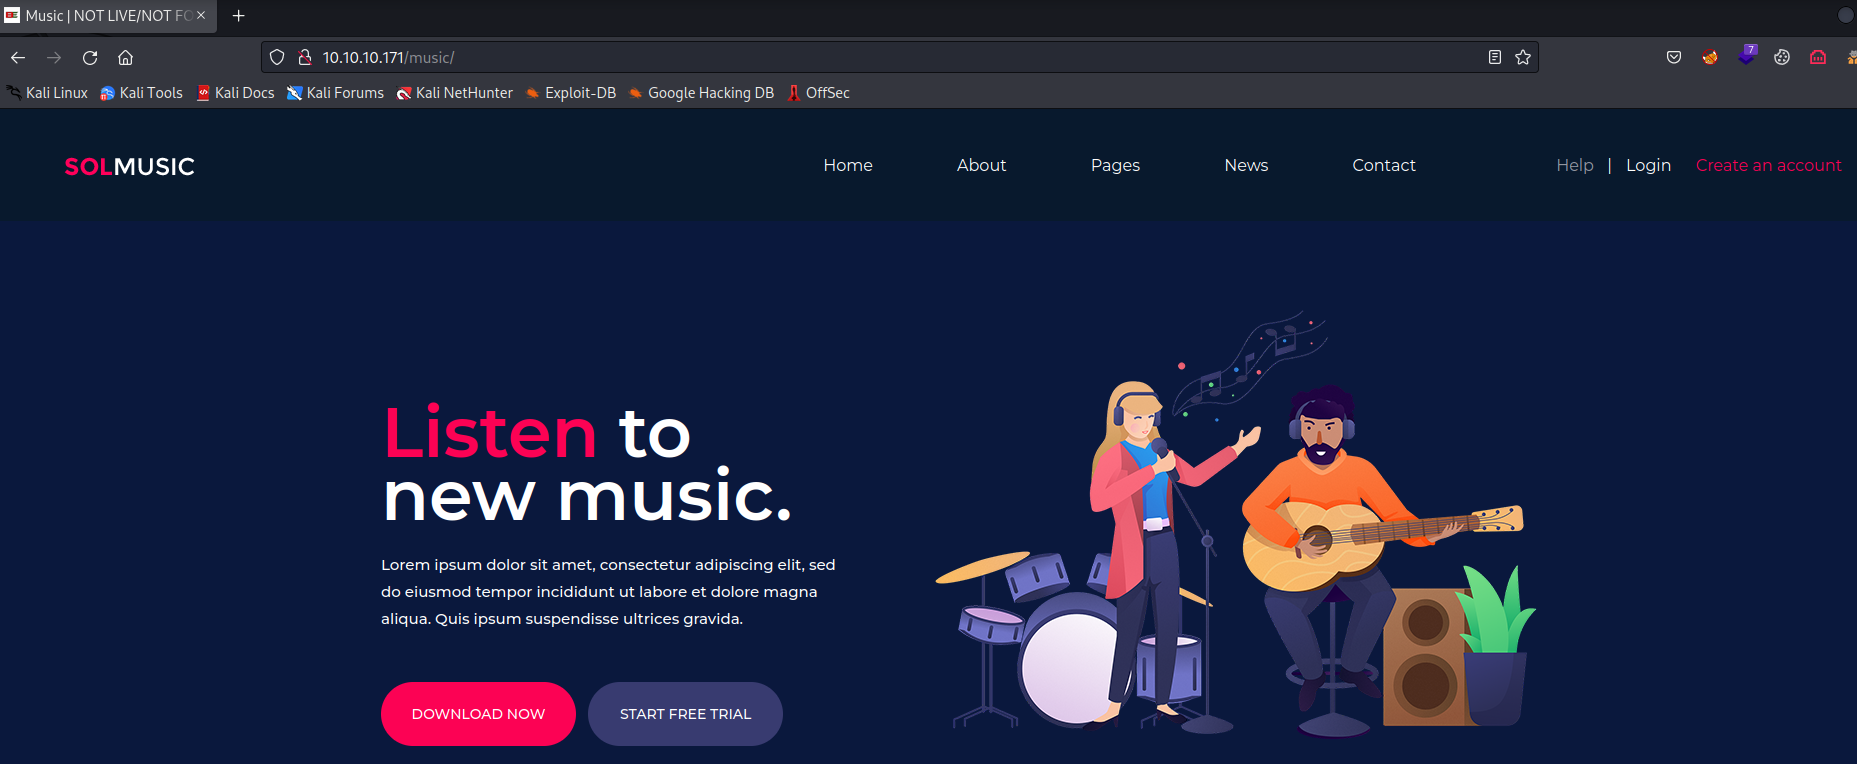 Music | NOT LIVE/NOT FO
10.10.10.171/music/
7
Kali Linux Kali Tools Kali Docs Kali Forums Kali NetHunter Exploit-DB Google Hacking DB OffSec
SOLMUSIC Home About Pages News Contact Help | Login Create an account
Listen to
new music.
Lorem ipsum dolor sit amet, consectetur adipiscing elit, sed
do eiusmod tempor incididunt ut labore et dolore magna
aliqua. Quis ipsum suspendisse ultrices gravida.
DOWNLOAD NOW START FREE TRIAL